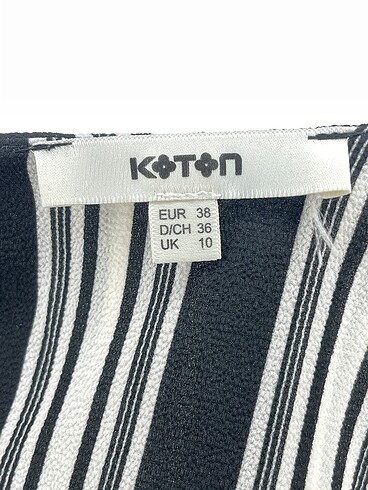 KOTON
EUR 38
D/CH 36
UK 10